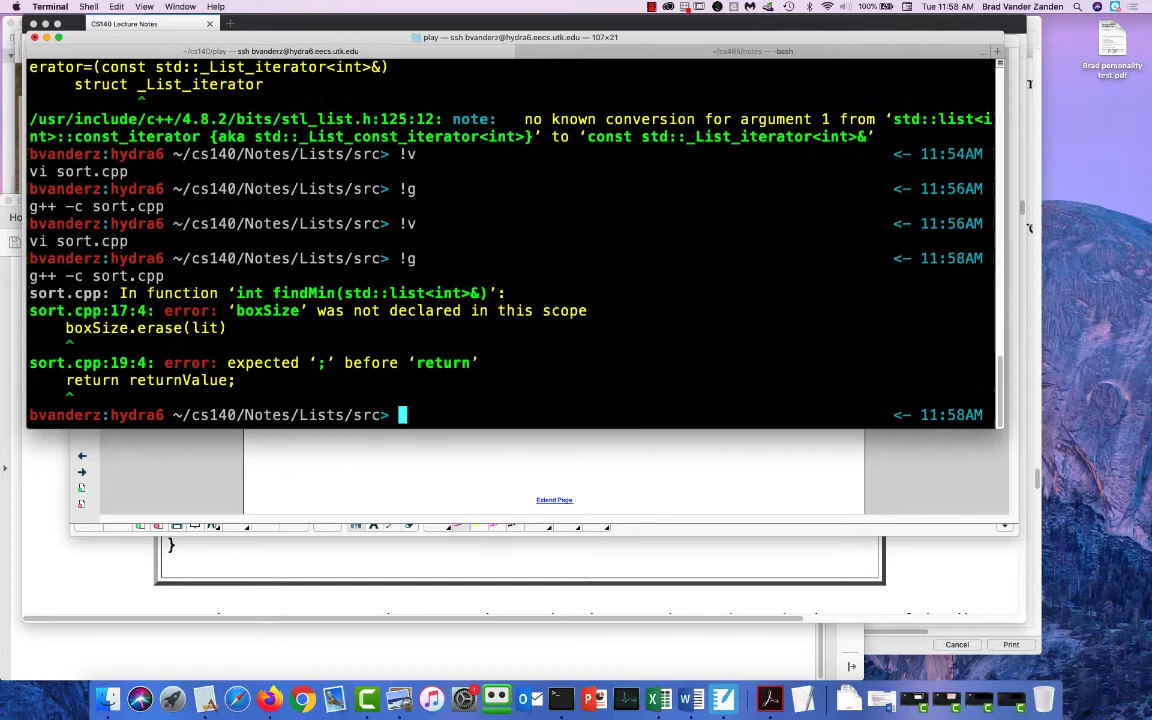 Terminal Shell Edit View Window Help
100%
Tue 11:58 AM Brad Vander Zanden
CS140 Lecture Notes
play — ssh bvanderz@hydra6.eecs.utk.edu — 107×21
~/cs140/play — ssh bvanderz@hydra6.eecs.utk.edu
~/cs465/notes — -bash
erator=(const std::_List_iterator<int>&)
struct _List_iterator
^
/usr/include/c++/4.8.2/bits/stl_list.h:125:12: note:   no known conversion for argument 1 from ‘std::list<i
nt>::const_iterator {aka std::_List_const_iterator<int>}’ to ‘const std::_List_iterator<int>&’
bvanderz:hydra6 ~/cs140/Notes/Lists/src> !v <- 11:54AM
vi sort.cpp
bvanderz:hydra6 ~/cs140/Notes/Lists/src> !g <- 11:56AM
g++ -c sort.cpp
bvanderz:hydra6 ~/cs140/Notes/Lists/src> !v <- 11:56AM
vi sort.cpp
bvanderz:hydra6 ~/cs140/Notes/Lists/src> !g <- 11:58AM
g++ -c sort.cpp
sort.cpp: In function ‘int findMin(std::list<int>&)’:
sort.cpp:17:4: error: ‘boxSize’ was not declared in this scope
boxSize.erase(lit)
^
sort.cpp:19:4: error: expected ‘;’ before ‘return’
return returnValue;
^
bvanderz:hydra6 ~/cs140/Notes/Lists/src> <- 11:58AM
Brad personality
test.pdf
PDF
Ho
Extend Page
}
Cancel
Print